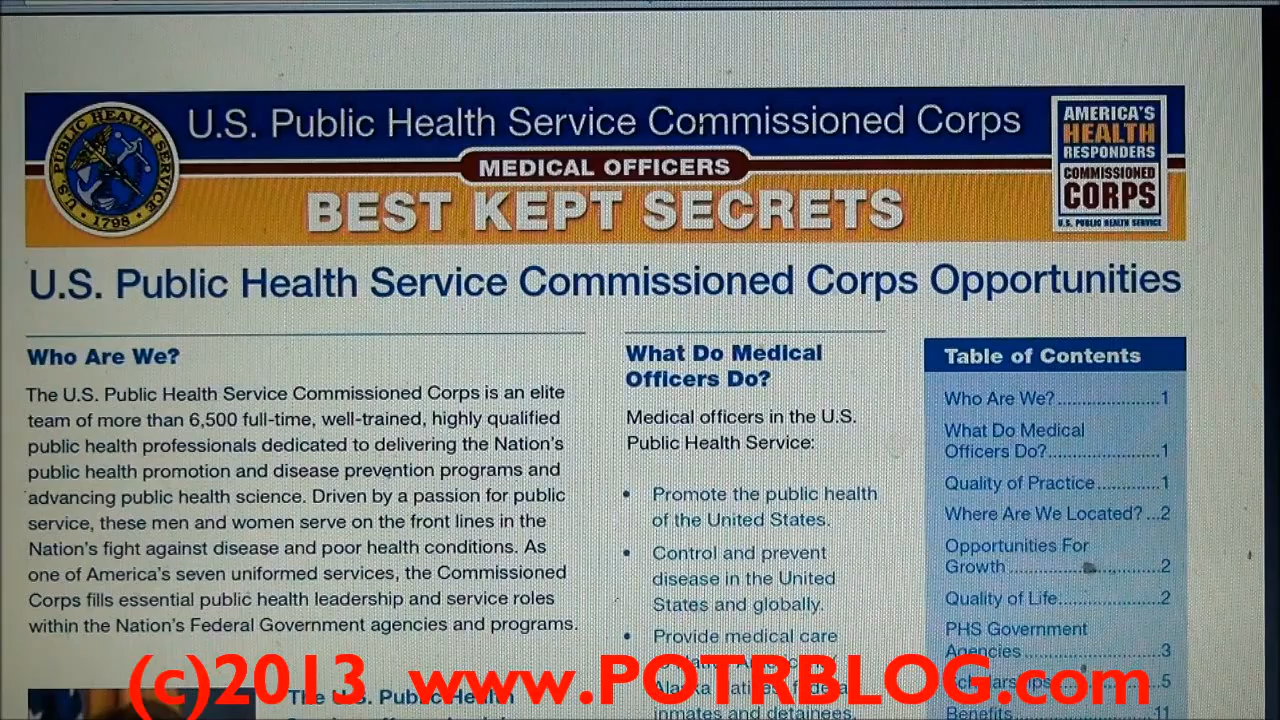 U.S. PUBLIC HEALTH SERVICE
1798
U.S. Public Health Service Commissioned Corps
MEDICAL OFFICERS
BEST KEPT SECRETS
AMERICA'S
HEALTH
RESPONDERS
COMMISSIONED
CORPS
U.S. PUBLIC HEALTH SERVICE
U.S. Public Health Service Commissioned Corps Opportunities
Who Are We?
The U.S. Public Health Service Commissioned Corps is an elite
team of more than 6,500 full-time, well-trained, highly qualified
public health professionals dedicated to delivering the Nation's
public health promotion and disease prevention programs and
advancing public health science. Driven by a passion for public
service, these men and women serve on the front lines in the
Nation's fight against disease and poor health conditions. As
one of America's seven uniformed services, the Commissioned
Corps fills essential public health leadership and service roles
within the Nation's Federal Government agencies and programs.
The U.S. Public Health
What Do Medical
Officers Do?
Medical officers in the U.S.
Public Health Service:
• Promote the public health
of the United States.
• Control and prevent
disease in the United
States and globally.
• Provide medical care
inmates and detainees.
Table of Contents
Who Are We?.....................1
What Do Medical
Officers Do?.......................1
Quality of Practice.............1
Where Are We Located? ...2
Opportunities For
Growth ...............................2
Quality of Life.....................2
PHS Government
Agencies ............................3
Scholarships......................5
Benefits............................11
(c)2013 www.POTRBLOG.com